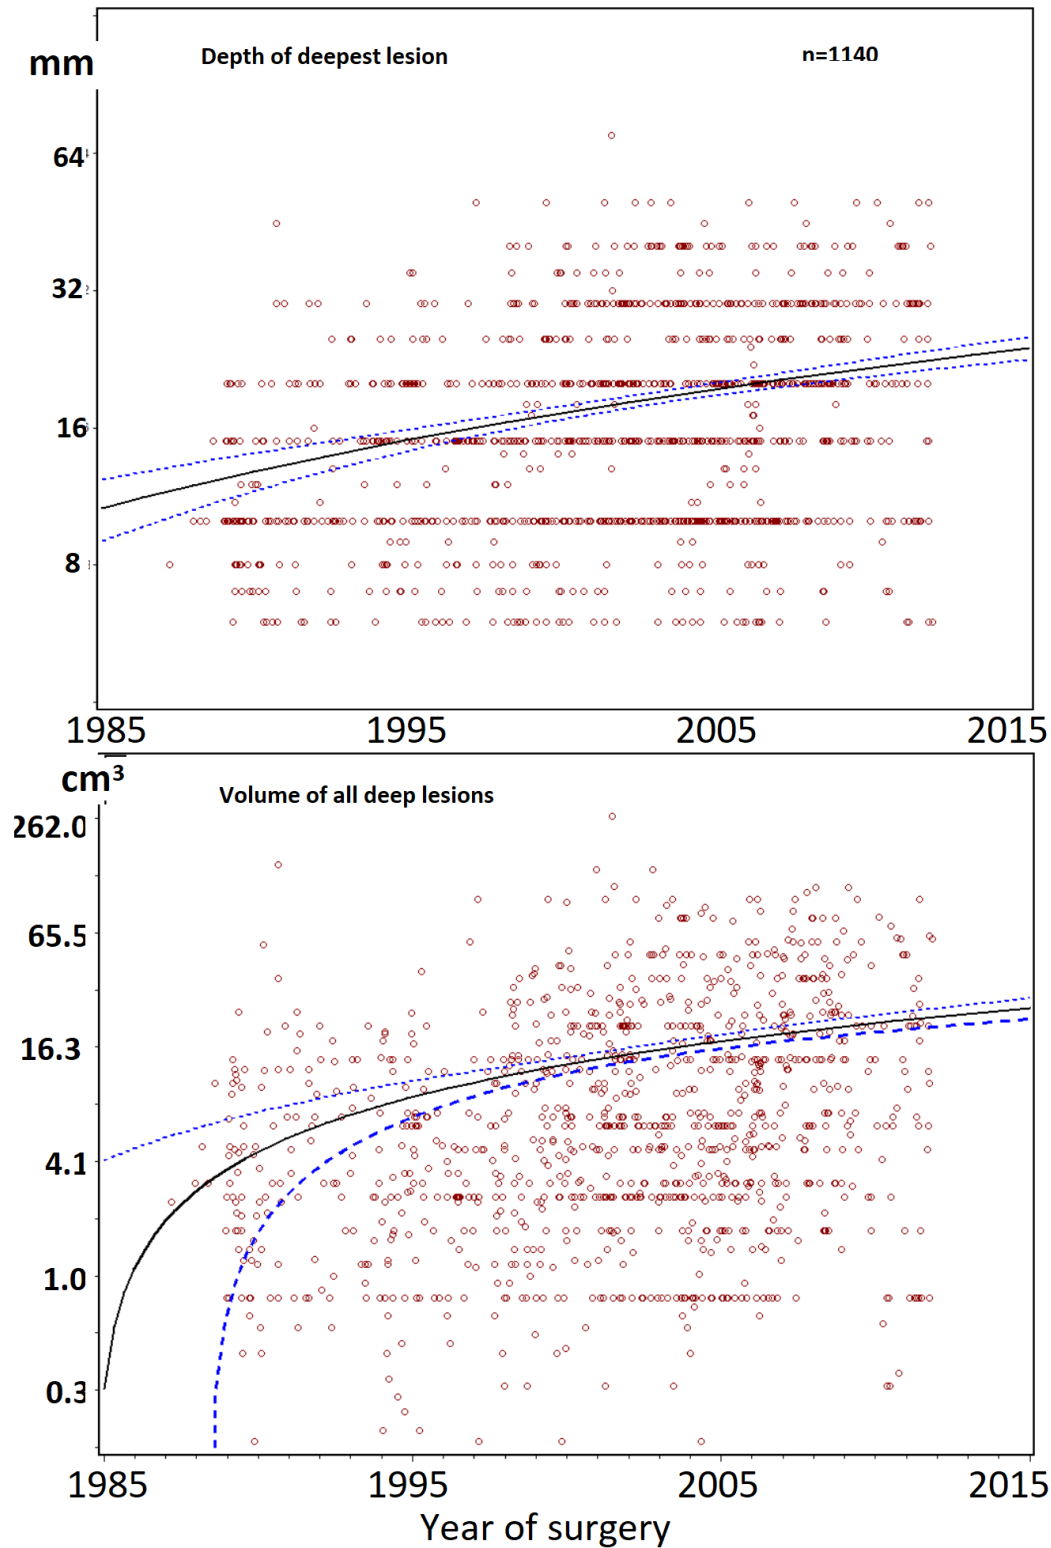 Depth of deepest lesion n=1140
mm
64
32
16
8
1985 1995 2005 2015
cm³
Volume of all deep lesions
262.0
65.5
16.3
4.1
1.0
0.3
1985 1995 2005 2015
Year of surgery